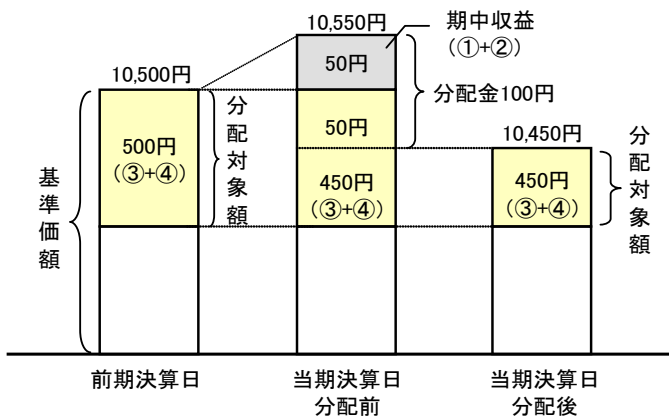 10,550円
期中収益
(①+②)
10,500円
50円
分配金100円
分配対象額
500円
(③+④)
50円
10,450円
基準価額
450円
(③+④)
450円
(③+④)
分配対象額
前期決算日
当期決算日
分配前
当期決算日
分配後